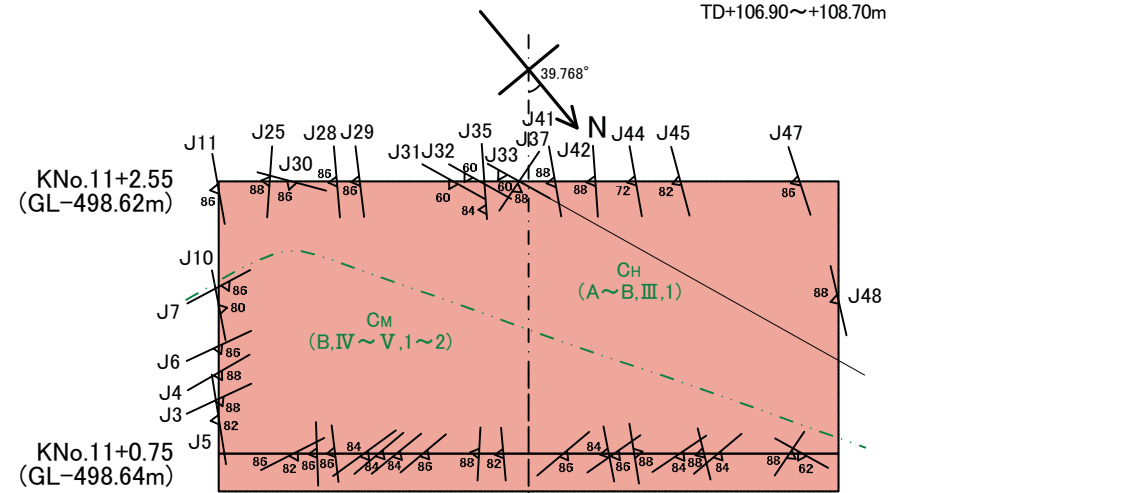 TD+106.90～+108.70m
39.768°
N
J11
J25
J28
J29
J30
J31
J32
J35
J33
J41
J37
J42
J44
J45
J47
KNo.11+2.55
(GL-498.62m)
86
88
86
86
86
60
60
84
60
88
88
88
72
82
86
J10
J7
86
80
CH
(A～B,Ⅲ,1)
88
J48
CM
(B,Ⅳ～Ⅴ,1～2)
J6
86
J4
88
J3
88
82
J5
KNo.11+0.75
(GL-498.64m)
86
82
86
86
84
84
84
86
88
82
86
84
86
88
84
88
84
88
62